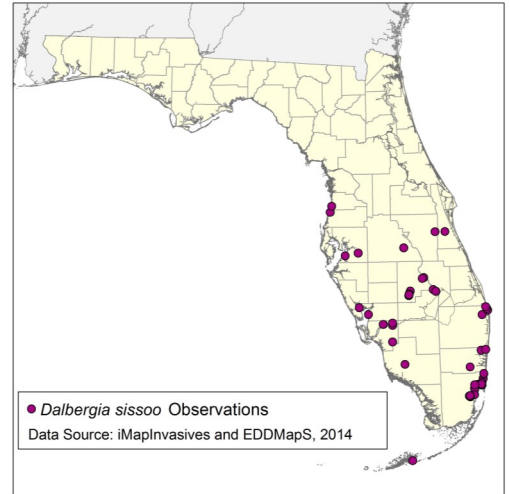 Dalbergia sissoo Observations
Data Source: iMapInvasives and EDDMapS, 2014